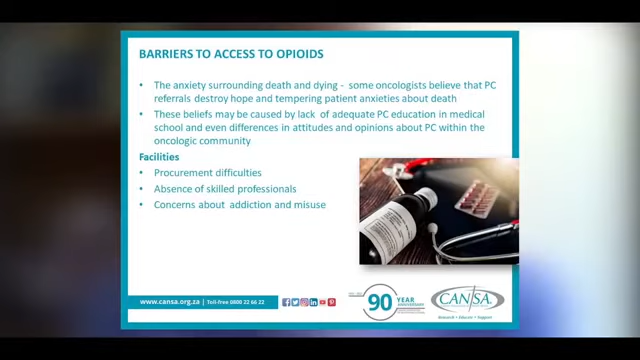 BARRIERS TO ACCESS TO OPIOIDS
• The anxiety surrounding death and dying - some oncologists believe that PC
referrals destroy hope and tempering patient anxieties about death
• These beliefs may be caused by lack of adequate PC education in medical
school and even differences in attitudes and opinions about PC within the
oncologic community
Facilities
• Procurement difficulties
• Absence of skilled professionals
• Concerns about addiction and misuse
www.cansa.org.za | Toll-free 0800 22 66 22
90 YEAR
CANSA
Research • Educate • Support